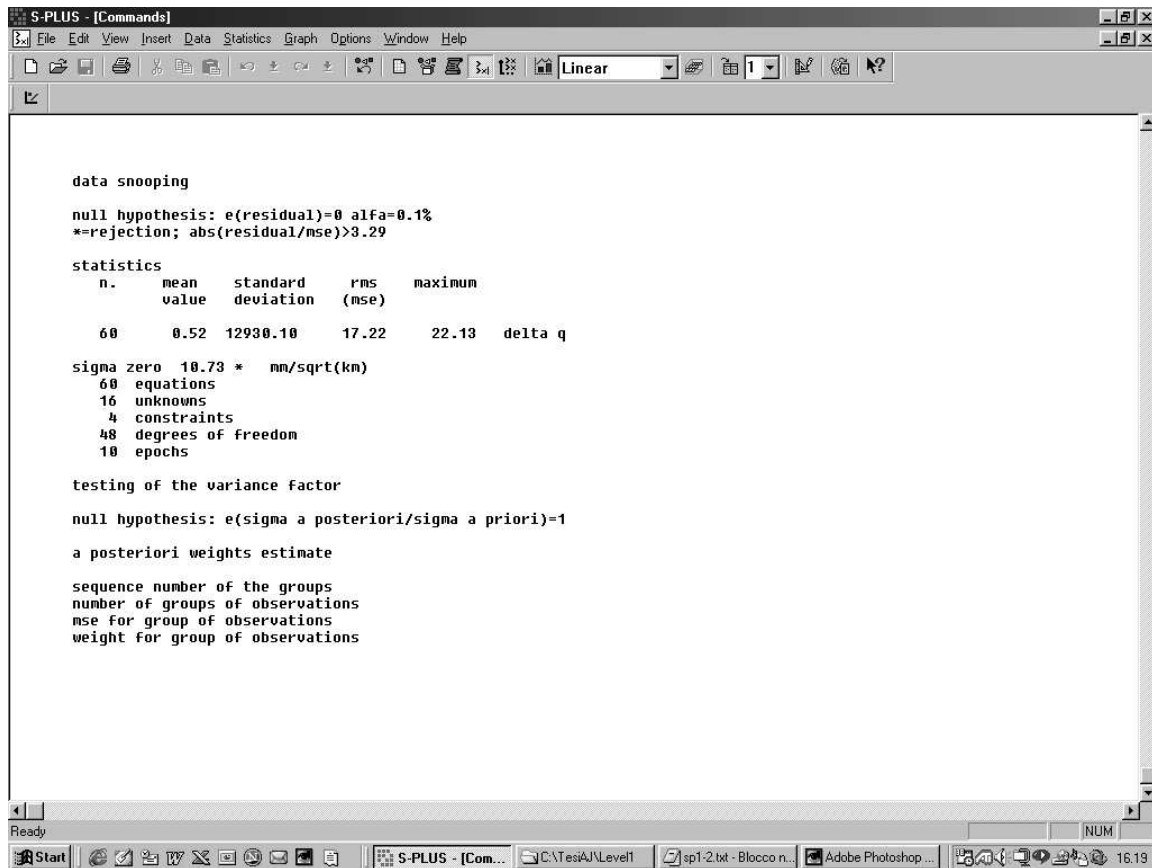 S-PLUS - [Commands]
File Edit View Insert Data Statistics Graph Options Window Help
Linear 1
data snooping
null hypothesis: e(residual)=0 alfa=0.1%
*=rejection; abs(residual/mse)>3.29
statistics
n. mean standard rms maximum
value deviation (mse)
60 0.52 12930.10 17.22 22.13 delta q
sigma zero 10.73 * mm/sqrt(km)
60 equations
16 unknowns
4 constraints
48 degrees of freedom
10 epochs
testing of the variance factor
null hypothesis: e(sigma a posteriori/sigma a priori)=1
a posteriori weights estimate
sequence number of the groups
number of groups of observations
mse for group of observations
weight for group of observations
Ready NUM
Start S-PLUS - [Com... C:\TesiAJ\Level1 sp1-2.txt - Blocco n... Adobe Photoshop ... 16.19